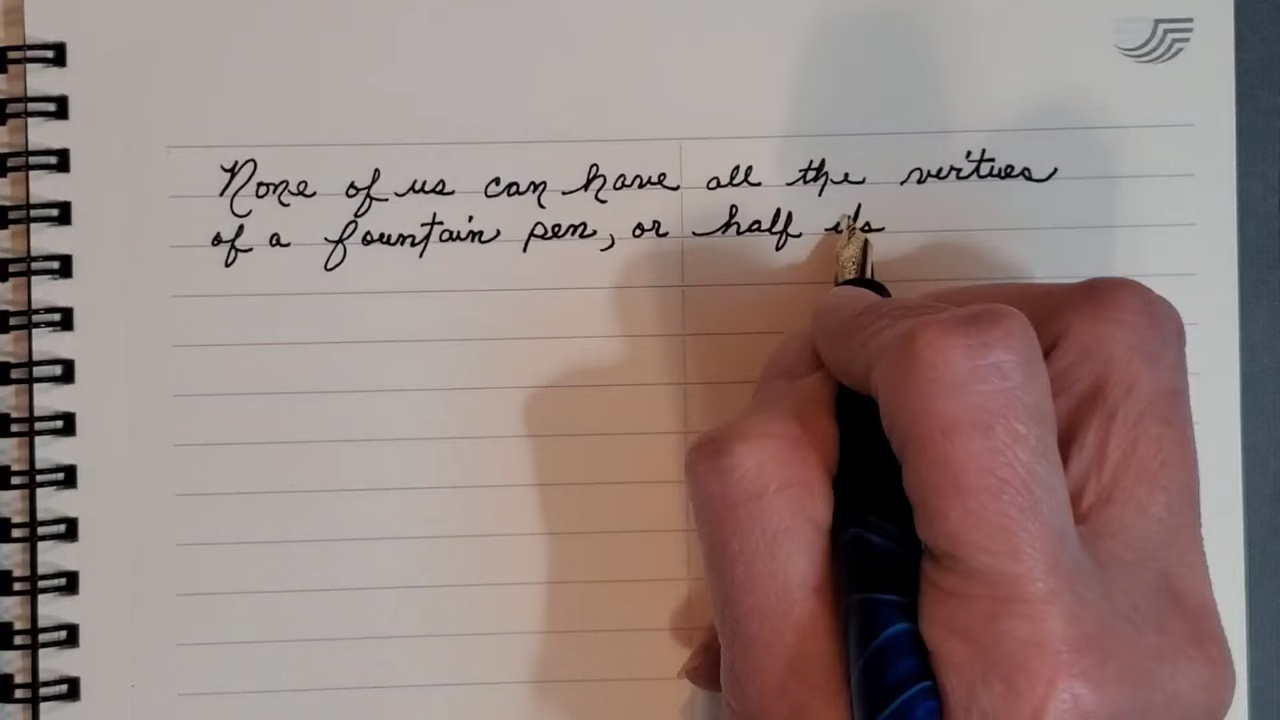 None of us can have all the virtues
of a fountain pen, or half its